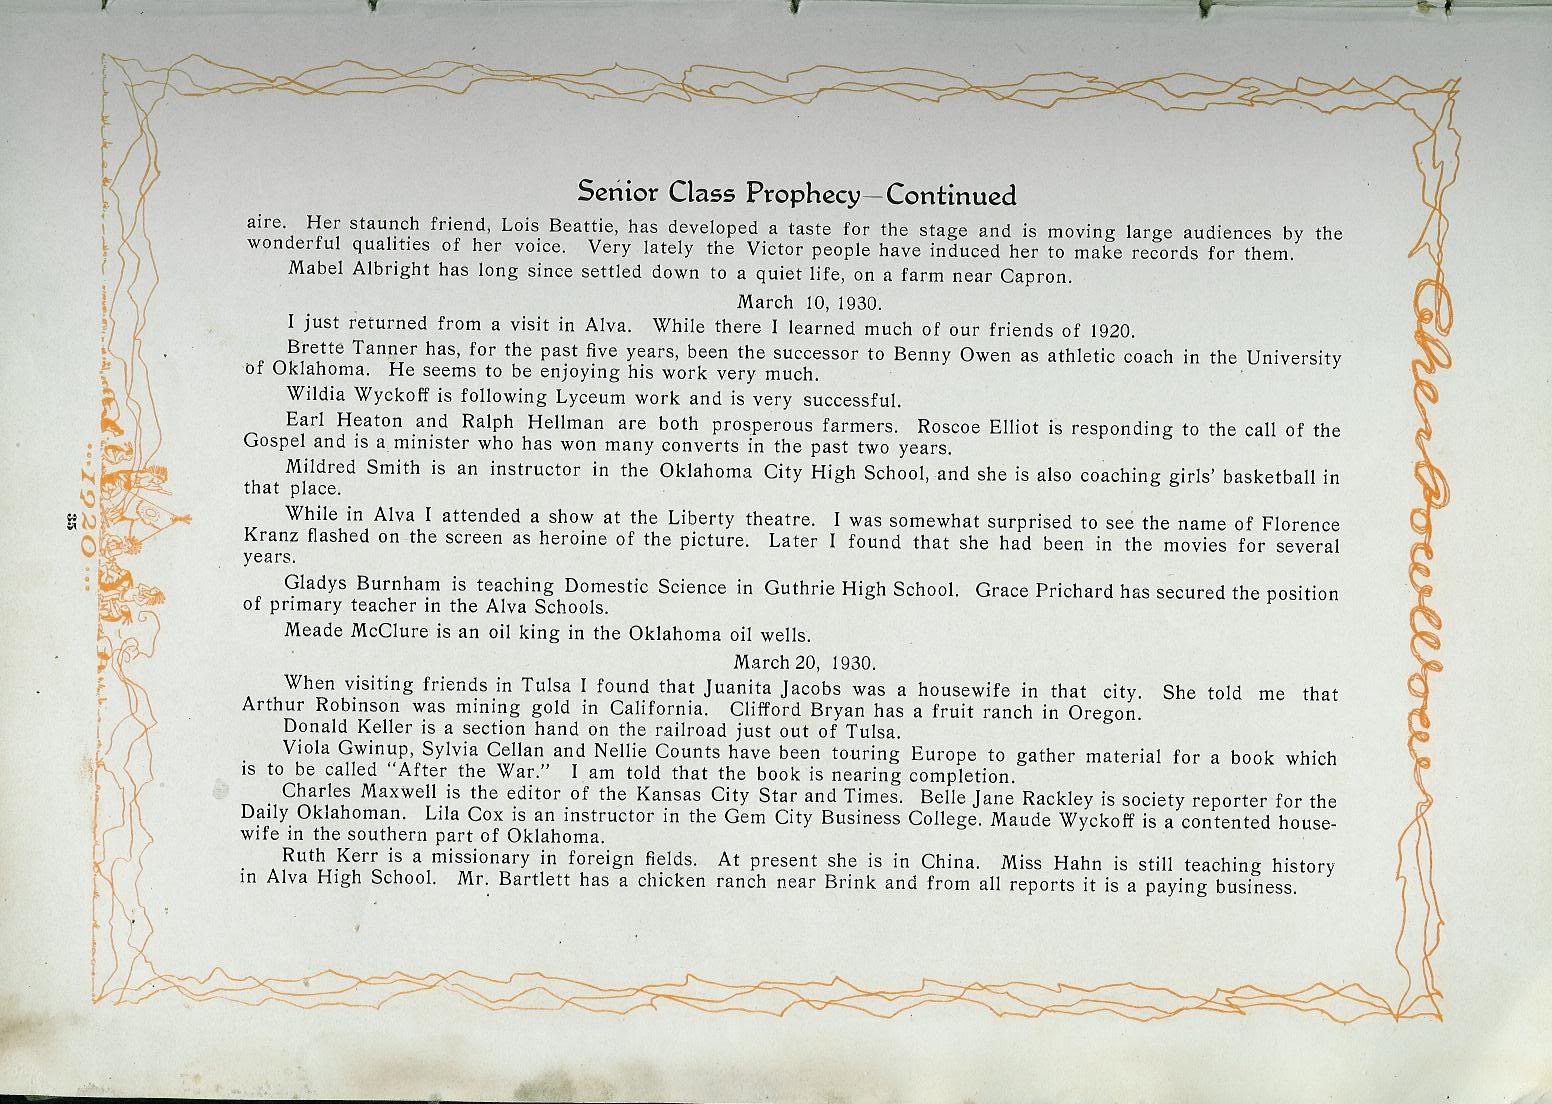 Senior Class Prophecy—Continued
aire. Her staunch friend, Lois Beattie, has developed a taste for the stage and is moving large audiences by the
wonderful qualities of her voice. Very lately the Victor people have induced her to make records for them.
Mabel Albright has long since settled down to a quiet life, on a farm near Capron.
March 10, 1930.
I just returned from a visit in Alva. While there I learned much of our friends of 1920.
Brette Tanner has, for the past five years, been the successor to Benny Owen as athletic coach in the University
of Oklahoma. He seems to be enjoying his work very much.
Wildia Wyckoff is following Lyceum work and is very successful.
Earl Heaton and Ralph Hellman are both prosperous farmers. Roscoe Elliot is responding to the call of the
Gospel and is a minister who has won many converts in the past two years.
Mildred Smith is an instructor in the Oklahoma City High School, and she is also coaching girls' basketball in
that place.
While in Alva I attended a show at the Liberty theatre. I was somewhat surprised to see the name of Florence
Kranz flashed on the screen as heroine of the picture. Later I found that she had been in the movies for several
years.
Gladys Burnham is teaching Domestic Science in Guthrie High School. Grace Prichard has secured the position
of primary teacher in the Alva Schools.
Meade McClure is an oil king in the Oklahoma oil wells.
March 20, 1930.
When visiting friends in Tulsa I found that Juanita Jacobs was a housewife in that city. She told me that
Arthur Robinson was mining gold in California. Clifford Bryan has a fruit ranch in Oregon.
Donald Keller is a section hand on the railroad just out of Tulsa.
Viola Gwinup, Sylvia Cellan and Nellie Counts have been touring Europe to gather material for a book which
is to be called "After the War." I am told that the book is nearing completion.
Charles Maxwell is the editor of the Kansas City Star and Times. Belle Jane Rackley is society reporter for the
Daily Oklahoman. Lila Cox is an instructor in the Gem City Business College. Maude Wyckoff is a contented house-
wife in the southern part of Oklahoma.
Ruth Kerr is a missionary in foreign fields. At present she is in China. Miss Hahn is still teaching history
in Alva High School. Mr. Bartlett has a chicken ranch near Brink and from all reports it is a paying business.
...1920...
35